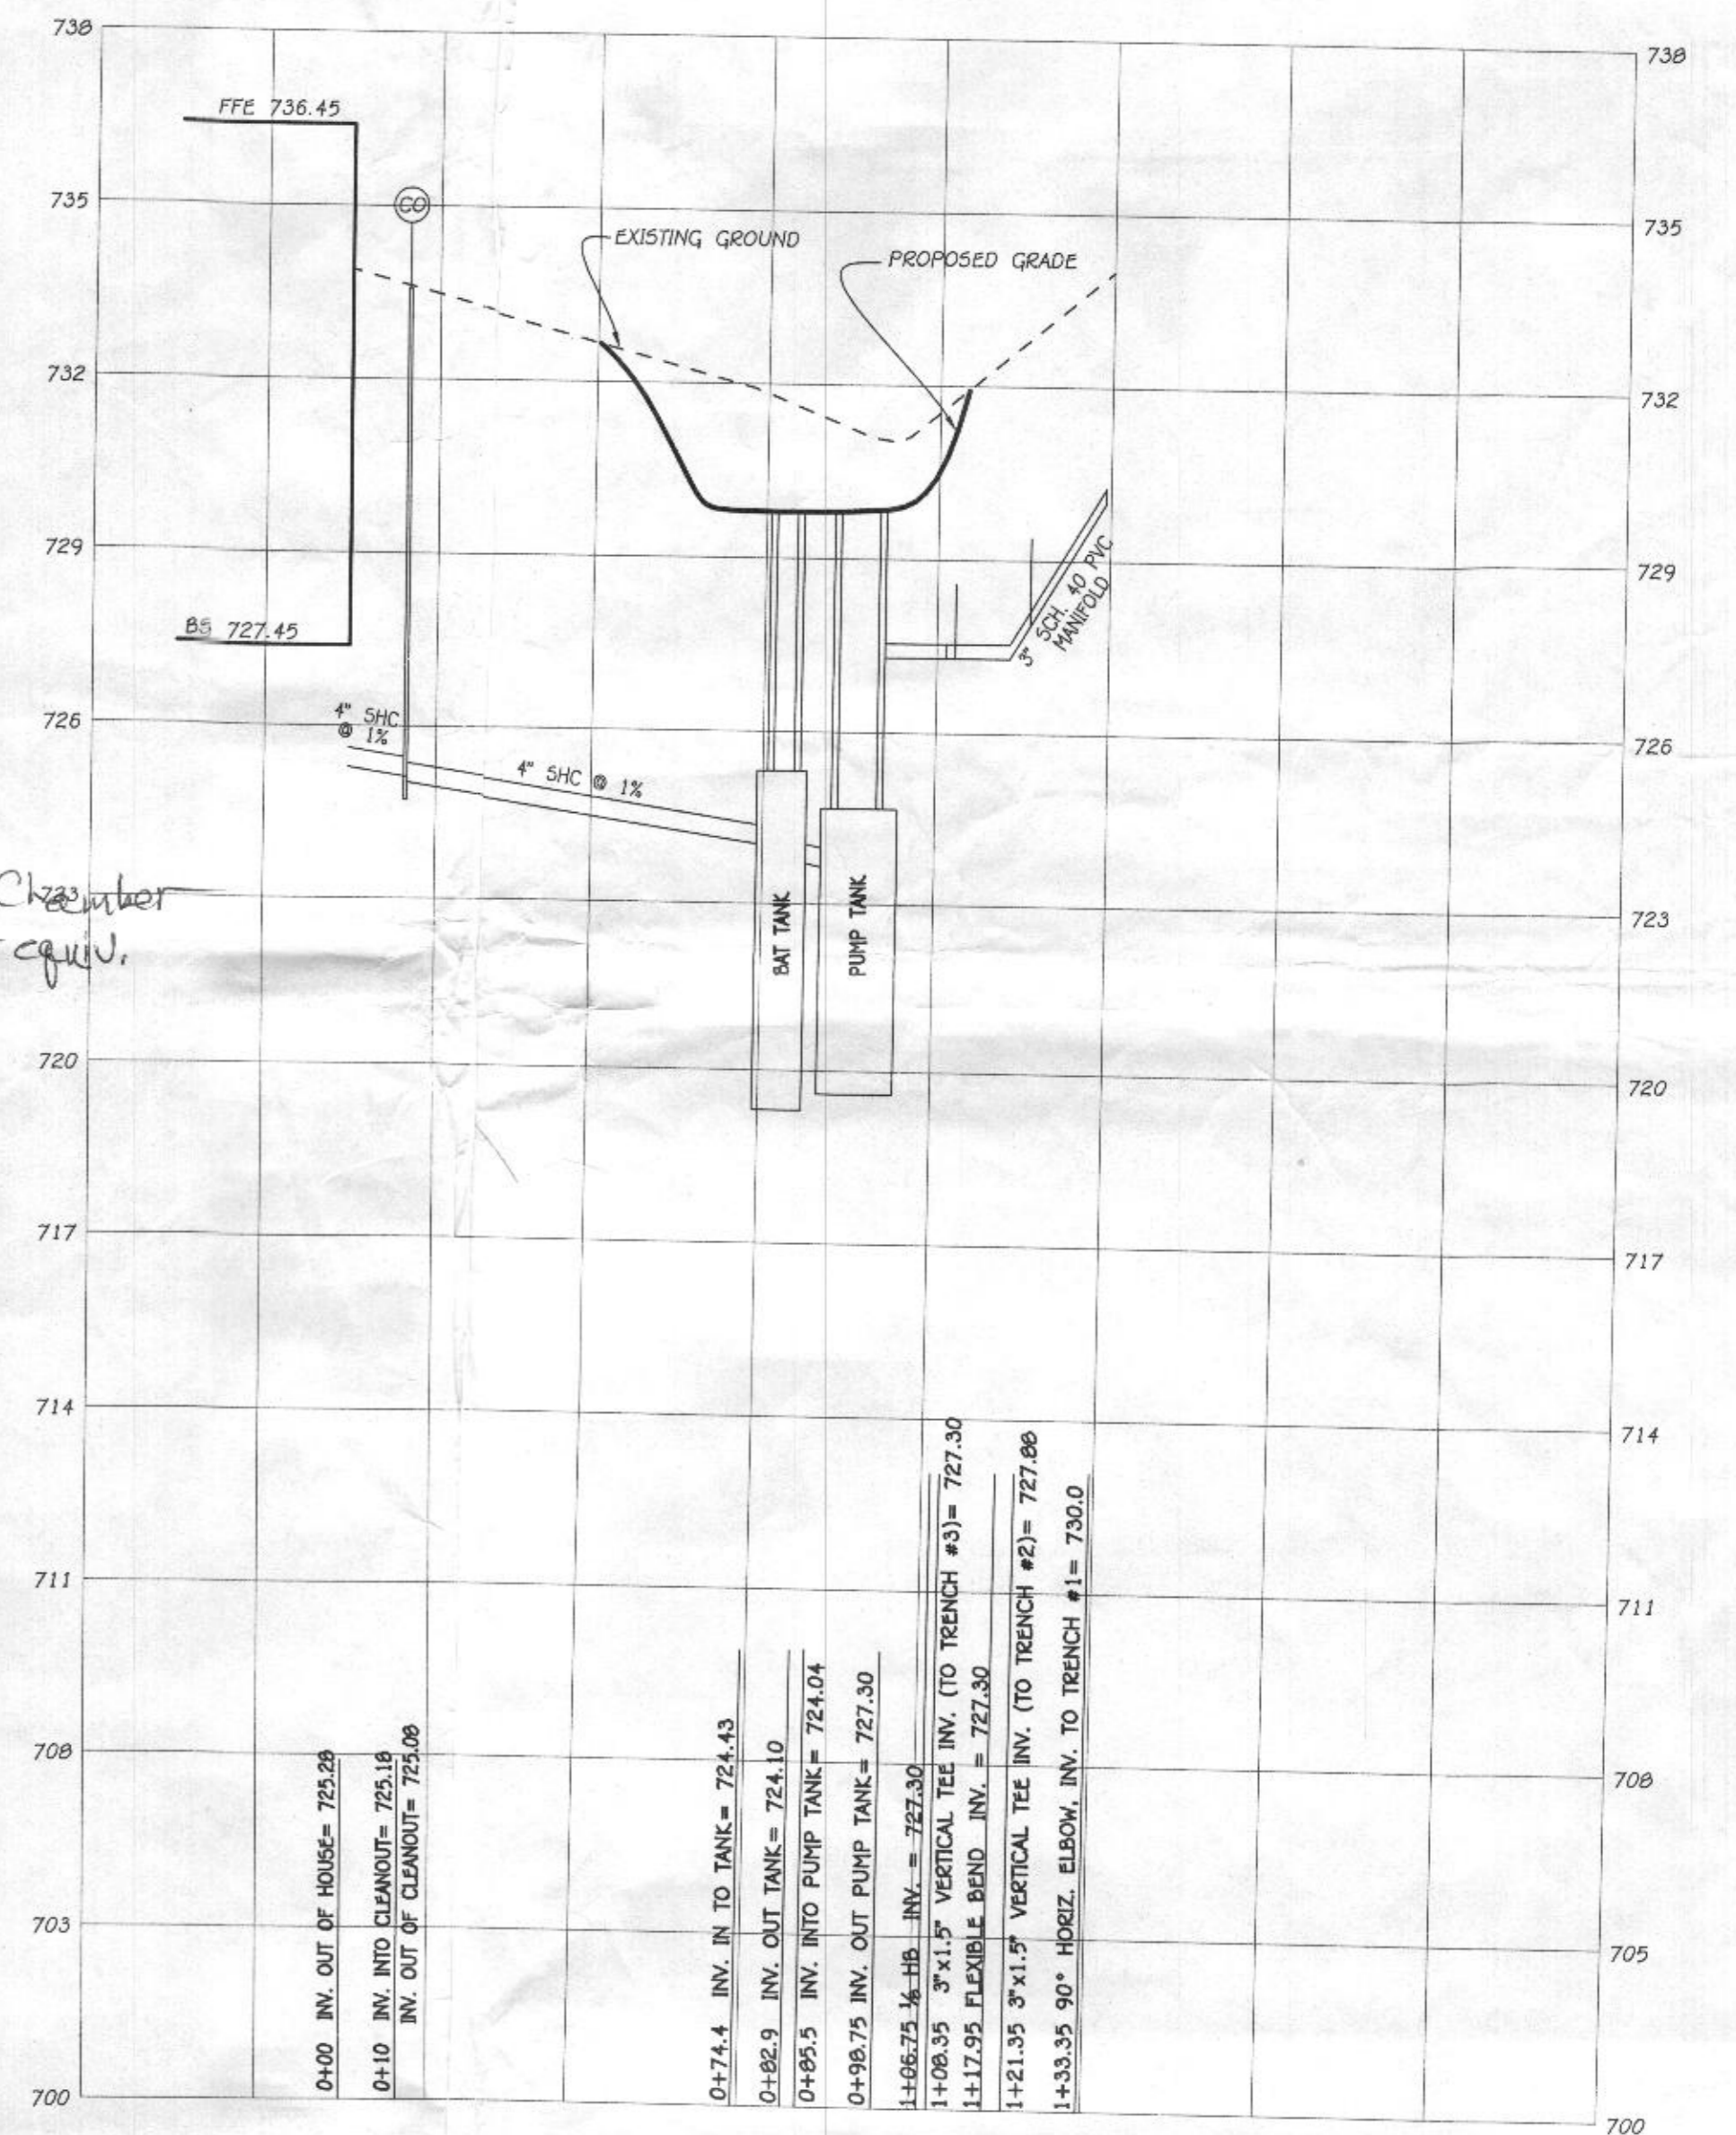 738
738
FFE 736.45
735
CO
735
EXISTING GROUND
PROPOSED GRADE
732
732
729
729
3" SCH. 40 PVC
MANIFOLD
BS 727.45
726
726
4" SHC
@ 1%
4" SHC @ 1%
Chamber
723
723
equiv.
BAT TANK
PUMP TANK
720
720
717
717
714
714
711
711
708
708
703
705
700
700
0+00 INV. OUT OF HOUSE= 725.28
0+10 INV. INTO CLEANOUT= 725.18
INV. OUT OF CLEANOUT= 725.08
0+74.4 INV. IN TO TANK= 724.43
0+82.9 INV. OUT TANK= 724.10
0+85.5 INV. INTO PUMP TANK= 724.04
0+98.75 INV. OUT PUMP TANK= 727.30
1+06.75 ⅛ HB INV. = 727.30
1+08.35 3"x1.5" VERTICAL TEE INV. (TO TRENCH #3)= 727.30
1+17.95 FLEXIBLE BEND INV. = 727.30
1+21.35 3"x1.5" VERTICAL TEE INV. (TO TRENCH #2)= 727.88
1+33.35 90° HORIZ. ELBOW, INV. TO TRENCH #1= 730.0